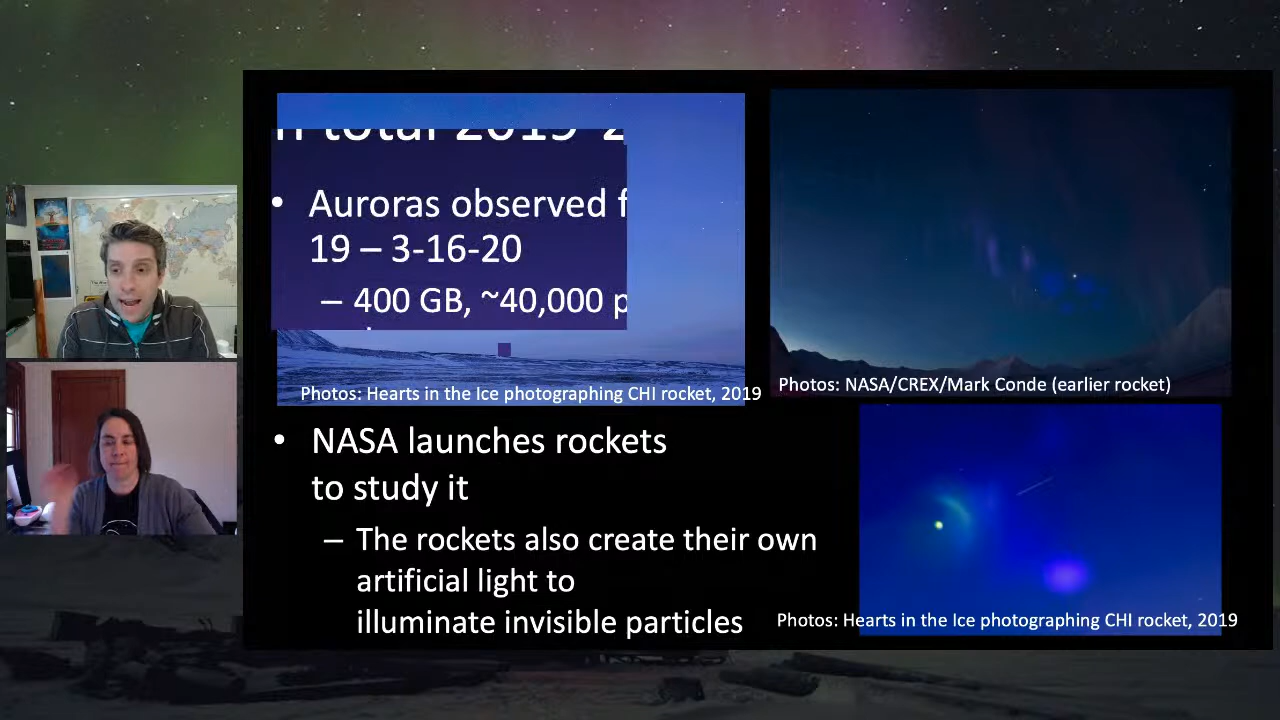 n total 2019-2
• Auroras observed f
19 – 3-16-20
– 400 GB, ~40,000 p
Photos: Hearts in the Ice photographing CHI rocket, 2019
Photos: NASA/CREX/Mark Conde (earlier rocket)
• NASA launches rockets
to study it
– The rockets also create their own
artificial light to
illuminate invisible particles
Photos: Hearts in the Ice photographing CHI rocket, 2019